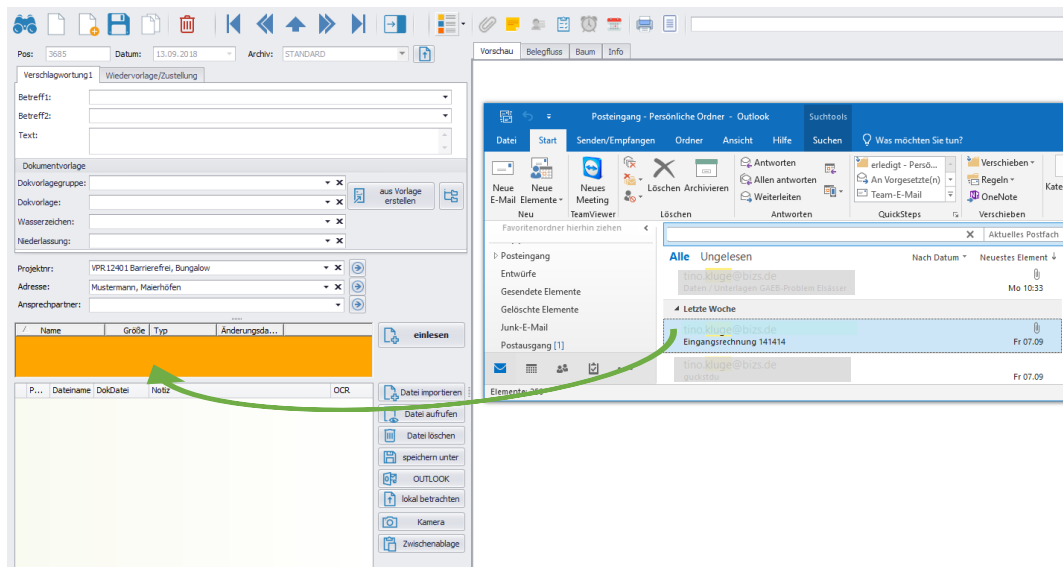 Pos: 3685 Datum: 13.09.2018 Archiv: STANDARD
Verschlagwortung1 Wiedervorlage/Zustellung
Betreff1:
Betreff2:
Text:
Dokumentvorlage
Dokvorlagegruppe:
Dokvorlage:
aus Vorlage
erstellen
Wasserzeichen:
Niederlassung:
Projektnr: VPR12401 Barrierefrei, Bungalow
Adresse: Mustermann, Maierhöfen
Ansprechpartner:
Name Größe Typ Änderungsda...
einlesen
P... Dateiname DokDatei Notiz OCR
Datei importieren
Datei aufrufen
Datei löschen
speichern unter
OUTLOOK
lokal betrachten
Kamera
Zwischenablage
Vorschau Belegfluss Baum Info
Posteingang - Persönliche Ordner - Outlook Suchtools
Datei Start Senden/Empfangen Ordner Ansicht Hilfe Suchen Was möchten Sie tun?
Neue
E-Mail
Neue
Elemente
Neu
Neues
Meeting
TeamViewer
Löschen Archivieren
Löschen
Antworten
Allen antworten
Weiterleiten
Antworten
erledigt - Persö...
An Vorgesetzte(n)
Team-E-Mail
QuickSteps
Verschieben
Regeln
OneNote
Verschieben
Kate
Favoritenordner hierhin ziehen
Posteingang
Entwürfe
Gesendete Elemente
Gelöschte Elemente
Junk-E-Mail
Postausgang [1]
Aktuelles Postfach
Alle Ungelesen Nach Datum Neuestes Element
tino.kluge@bizs.de
Daten / Unterlagen GAEB-Problem Elsässer Mo 10:33
Letzte Woche
tino.kluge@bizs.de
Eingangsrechnung 141414 Fr 07.09
tino.kluge@bizs.de
guckstdu Fr 07.09